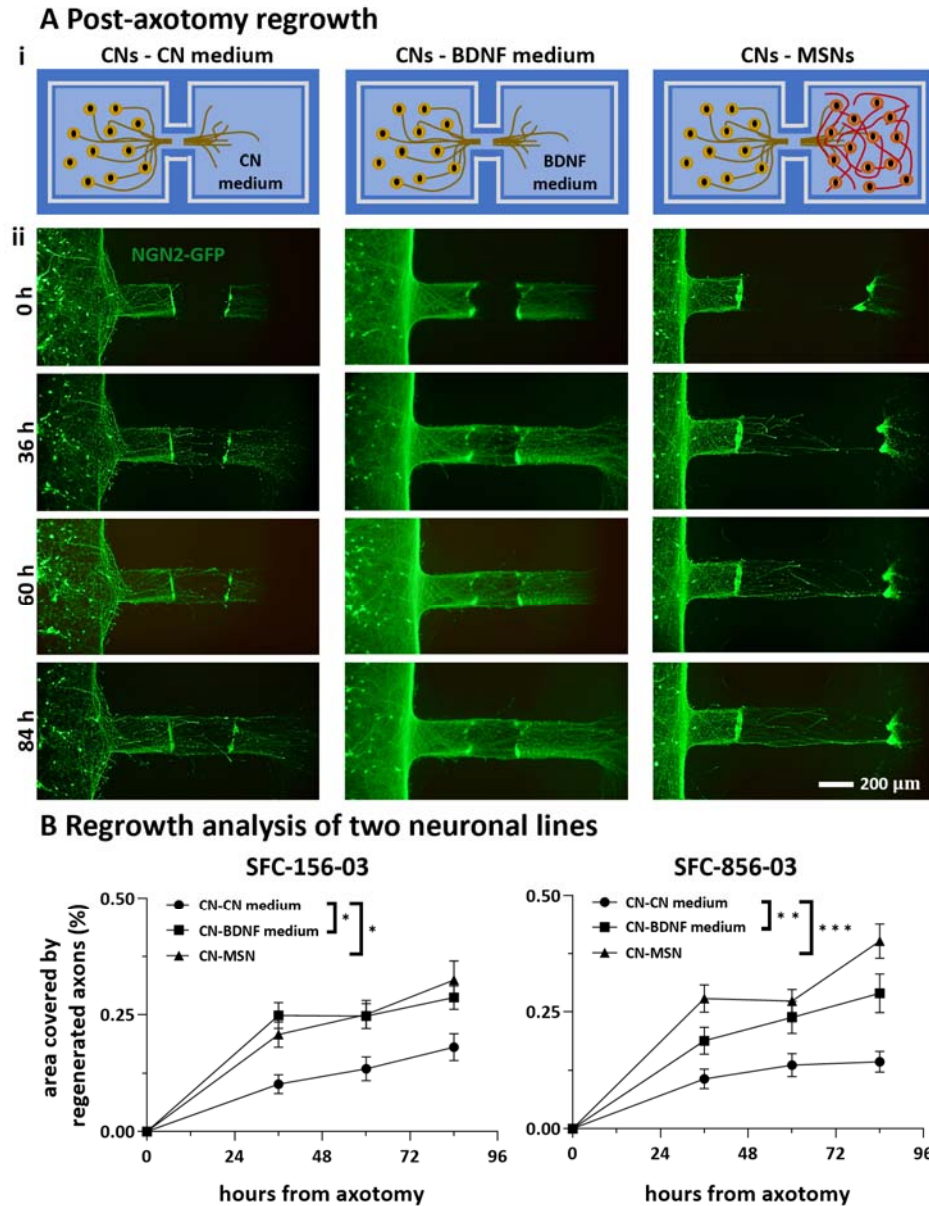 A Post-axotomy regrowth
i
CNs - CN medium
CNs - BDNF medium
CNs - MSNs
CN
medium
BDNF
medium
ii
NGN2-GFP
0 h
36 h
60 h
84 h
200 µm
B Regrowth analysis of two neuronal lines
SFC-156-03
area covered by
regenerated axons (%)
0.50
0.25
0.00
CN-CN medium
CN-BDNF medium
CN-MSN
*
*
0 24 48 72 96
hours from axotomy
SFC-856-03
0.50
0.25
0.00
CN-CN medium
CN-BDNF medium
CN-MSN
* *
* * *
0 24 48 72 96
hours from axotomy